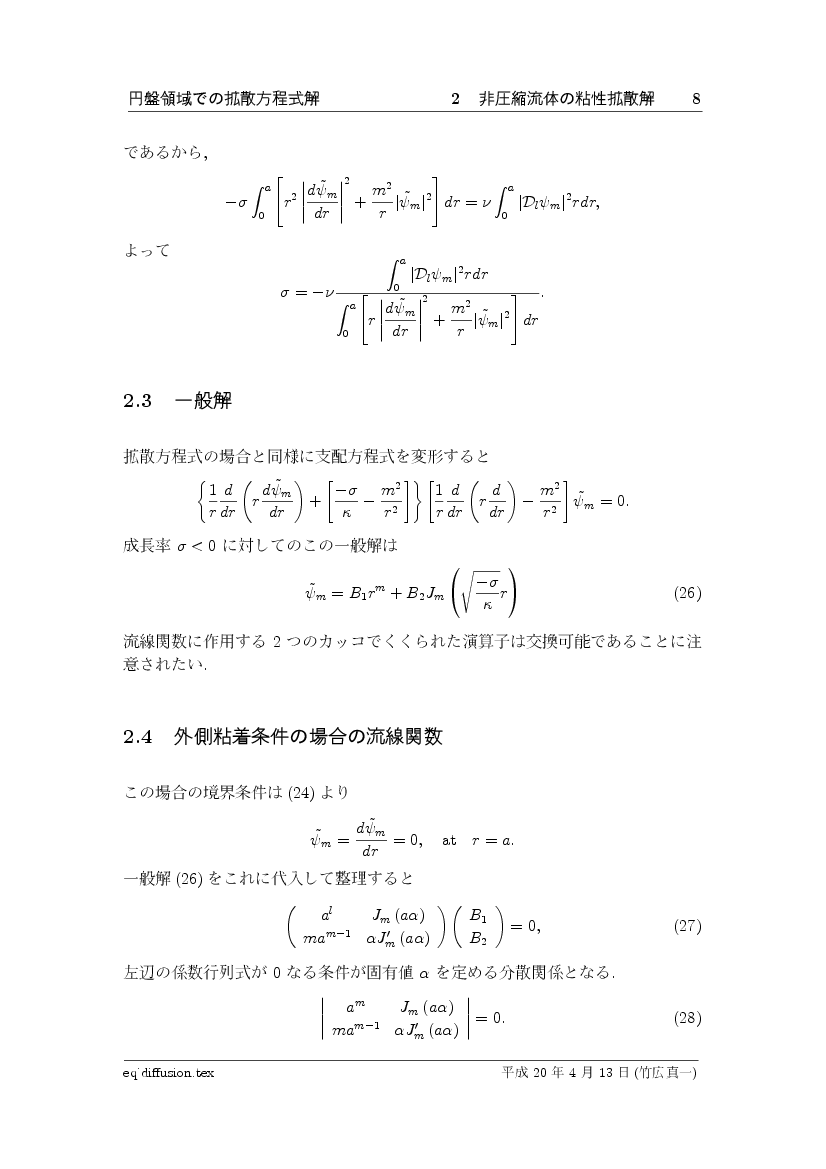 円盤領域での拡散方程式解 2 非圧縮流体の粘性拡散解 8
であるから,
$-\sigma \int_0^a \left[ r^2 \left| \frac{d\tilde{\psi}_m}{dr} \right|^2 + \frac{m^2}{r} |\tilde{\psi}_m|^2 \right] dr = \nu \int_0^a |\mathcal{D}_l \psi_m|^2 r dr,$
よって
$\sigma = -\nu \frac{\int_0^a |\mathcal{D}_l \psi_m|^2 r dr}{\int_0^a \left[ r \left| \frac{d\tilde{\psi}_m}{dr} \right|^2 + \frac{m^2}{r} |\tilde{\psi}_m|^2 \right] dr}.$
2.3 一般解
拡散方程式の場合と同様に支配方程式を変形すると
$\left\{ \frac{1}{r} \frac{d}{dr} \left( r \frac{d\tilde{\psi}_m}{dr} \right) + \left[ \frac{-\sigma}{\kappa} - \frac{m^2}{r^2} \right] \right\} \left[ \frac{1}{r} \frac{d}{dr} \left( r \frac{d}{dr} \right) - \frac{m^2}{r^2} \right] \tilde{\psi}_m = 0.$
成長率 $\sigma < 0$ に対してのこの一般解は
$\tilde{\psi}_m = B_1 r^m + B_2 J_m \left( \sqrt{\frac{-\sigma}{\kappa}} r \right)$ (26)
流線関数に作用する 2 つのカッコでくくられた演算子は交換可能であることに注
意されたい.
2.4 外側粘着条件の場合の流線関数
この場合の境界条件は (24) より
$\tilde{\psi}_m = \frac{d\tilde{\psi}_m}{dr} = 0, \quad \text{at} \quad r = a.$
一般解 (26) をこれに代入して整理すると
$\left( \begin{array}{cc} a^l & J_m (a\alpha) \\ ma^{m-1} & \alpha J'_m (a\alpha) \end{array} \right) \left( \begin{array}{c} B_1 \\ B_2 \end{array} \right) = 0,$ (27)
左辺の係数行列式が 0 なる条件が固有値 $\alpha$ を定める分散関係となる.
$\left| \begin{array}{cc} a^m & J_m (a\alpha) \\ ma^{m-1} & \alpha J'_m (a\alpha) \end{array} \right| = 0.$ (28)
eq˙diffusion.tex 平成 20 年 4 月 13 日 (竹広真一)